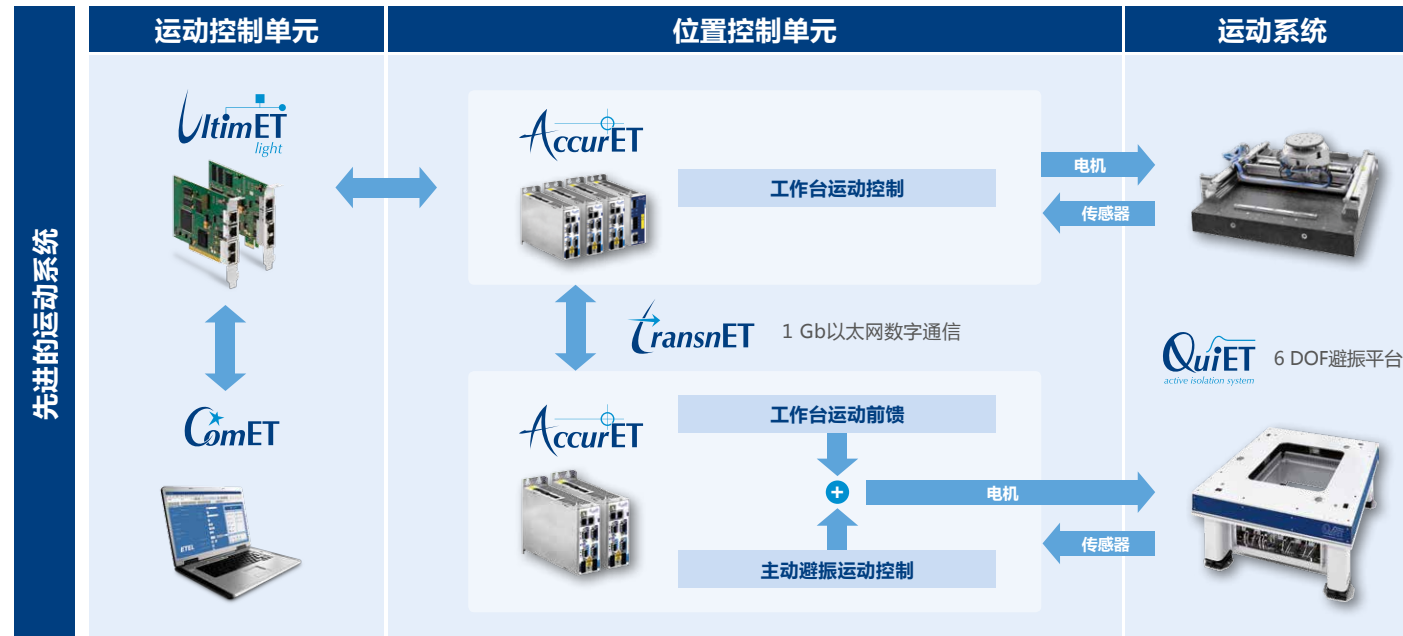 运动控制单元
位置控制单元
运动系统
先进的运动系统
UltimET
light
AccurET
工作台运动控制
电机
传感器
TransnET
1 Gb以太网数字通信
QuiET
active isolation system
6 DOF避振平台
ComET
AccurET
工作台运动前馈
+
电机
传感器
主动避振运动控制
ETEL